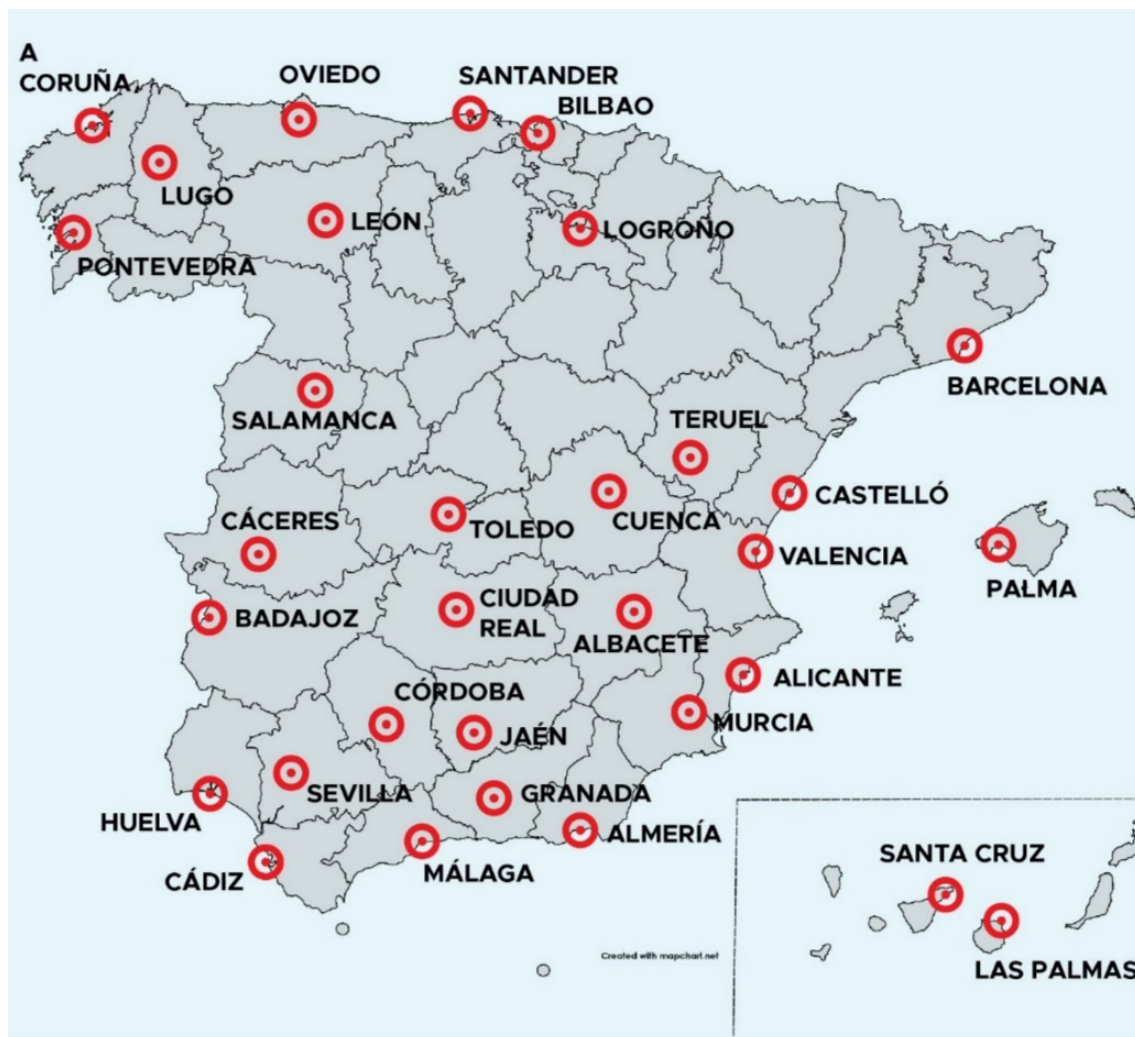 A
CORUÑA
OVIEDO
SANTANDER
BILBAO
LUGO
LEÓN
LOGROÑO
PONTEVEDRA
BARCELONA
SALAMANCA
TERUEL
CASTELLÓ
CÁCERES
TOLEDO
CUENCA
VALENCIA
PALMA
BADAJOZ
CIUDAD
REAL
ALBACETE
ALICANTE
CÓRDOBA
MURCIA
JAÉN
SEVILLA
GRANADA
HUELVA
ALMERÍA
CÁDIZ
MÁLAGA
SANTA CRUZ
Created with mapchart.net
LAS PALMAS